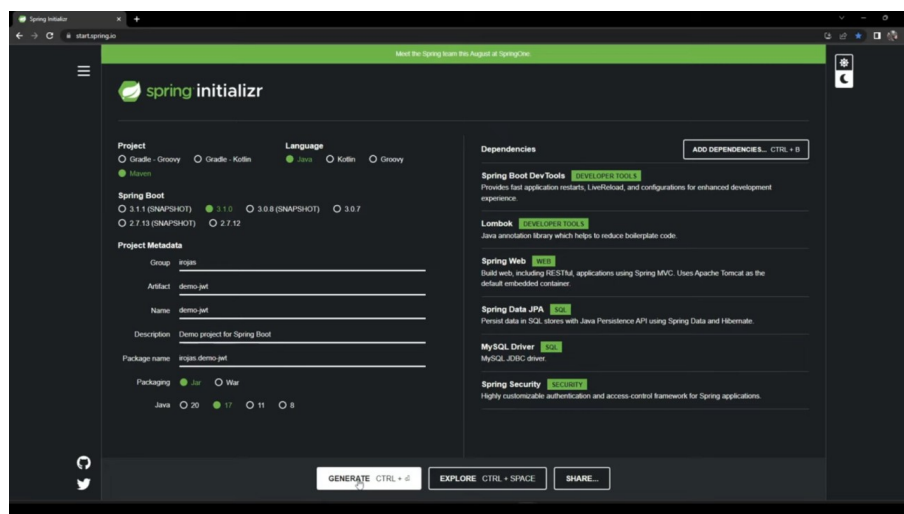 Spring Initializr
start.spring.io
Meet the Spring team this August at SpringOne.
spring initializr
Project
Gradle - Groovy Gradle - Kotlin
Maven
Language
Java Kotlin Groovy
Spring Boot
3.1.1 (SNAPSHOT) 3.1.0 3.0.8 (SNAPSHOT) 3.0.7
2.7.13 (SNAPSHOT) 2.7.12
Project Metadata
Group irojas
Artifact demo-jwt
Name demo-jwt
Description Demo project for Spring Boot
Package name irojas.demo-jwt
Packaging Jar War
Java 20 17 11 8
Dependencies
ADD DEPENDENCIES... CTRL + B
Spring Boot DevTools DEVELOPER TOOLS
Provides fast application restarts, LiveReload, and configurations for enhanced development
experience.
Lombok DEVELOPER TOOLS
Java annotation library which helps to reduce boilerplate code.
Spring Web WEB
Build web, including RESTful, applications using Spring MVC. Uses Apache Tomcat as the
default embedded container.
Spring Data JPA SQL
Persist data in SQL stores with Java Persistence API using Spring Data and Hibernate.
MySQL Driver SQL
MySQL JDBC driver.
Spring Security SECURITY
Highly customizable authentication and access-control framework for Spring applications.
GENERATE CTRL + ⏎
EXPLORE CTRL + SPACE
SHARE...